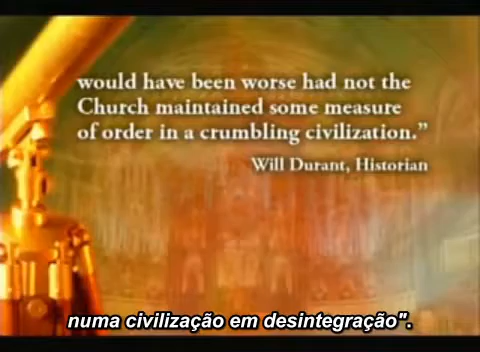 would have been worse had not the
Church maintained some measure
of order in a crumbling civilization.”
Will Durant, Historian
numa civilização em desintegração".